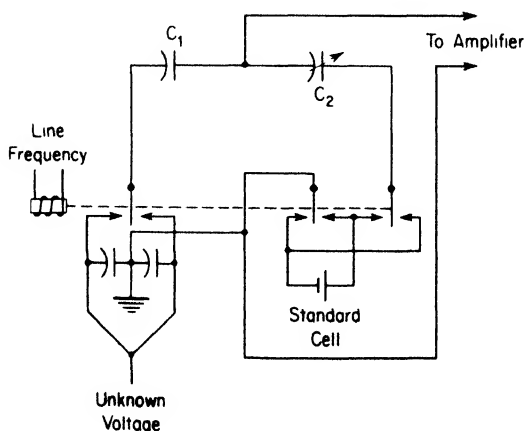 C1
To Amplifier
C2
Line
Frequency
Standard
Cell
Unknown
Voltage